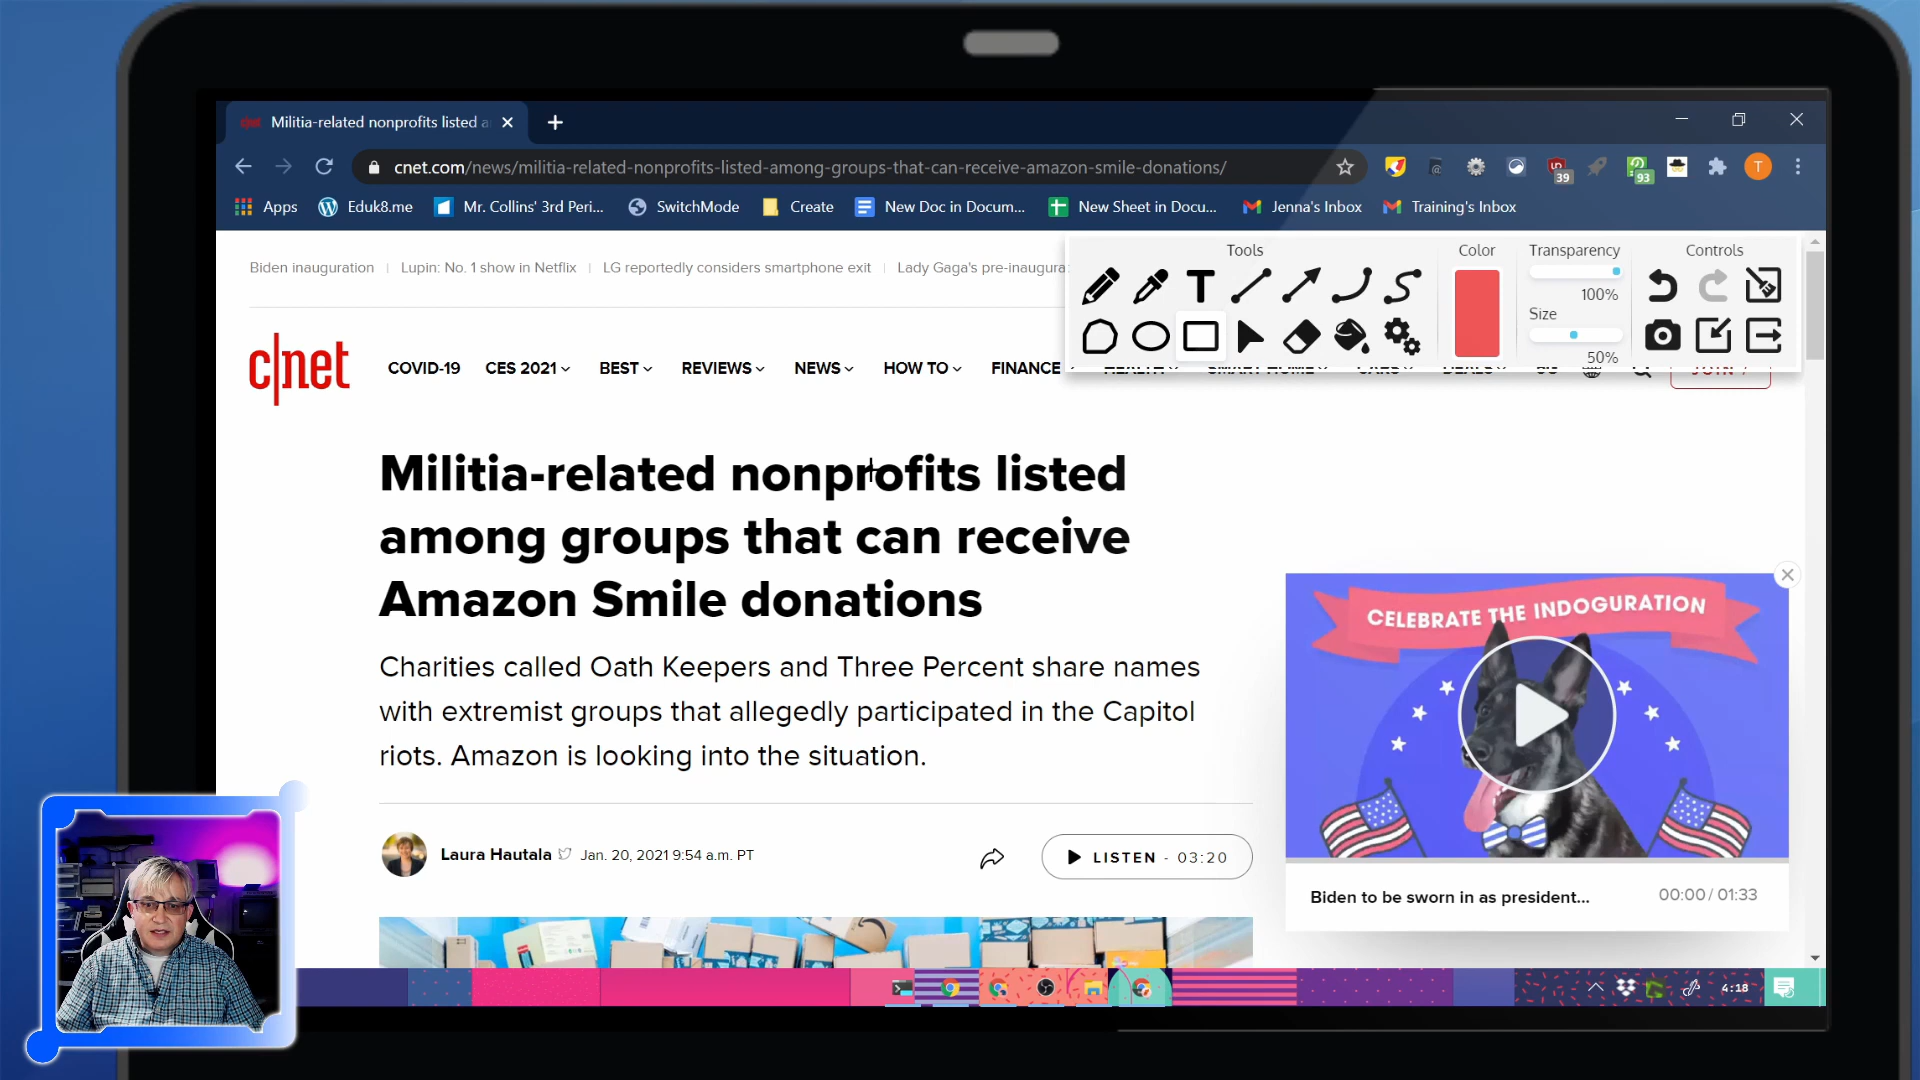 Militia-related nonprofits listed a
cnet.com/news/militia-related-nonprofits-listed-among-groups-that-can-receive-amazon-smile-donations/
39
93
T
Apps
Eduk8.me
Mr. Collins' 3rd Peri...
SwitchMode
Create
New Doc in Docum...
New Sheet in Docu...
Jenna's Inbox
Training's Inbox
Biden inauguration | Lupin: No. 1 show in Netflix | LG reportedly considers smartphone exit | Lady Gaga's pre-inaugura
Tools
Color
Transparency
100%
Size
50%
Controls
c|net
COVID-19
CES 2021
BEST
REVIEWS
NEWS
HOW TO
FINANCE
Militia-related nonprofits listed
among groups that can receive
Amazon Smile donations
Charities called Oath Keepers and Three Percent share names
with extremist groups that allegedly participated in the Capitol
riots. Amazon is looking into the situation.
Laura Hautala
Jan. 20, 2021 9:54 a.m. PT
LISTEN - 03:20
CELEBRATE THE INDOGURATION
Biden to be sworn in as president...
00:00 / 01:33
4:18